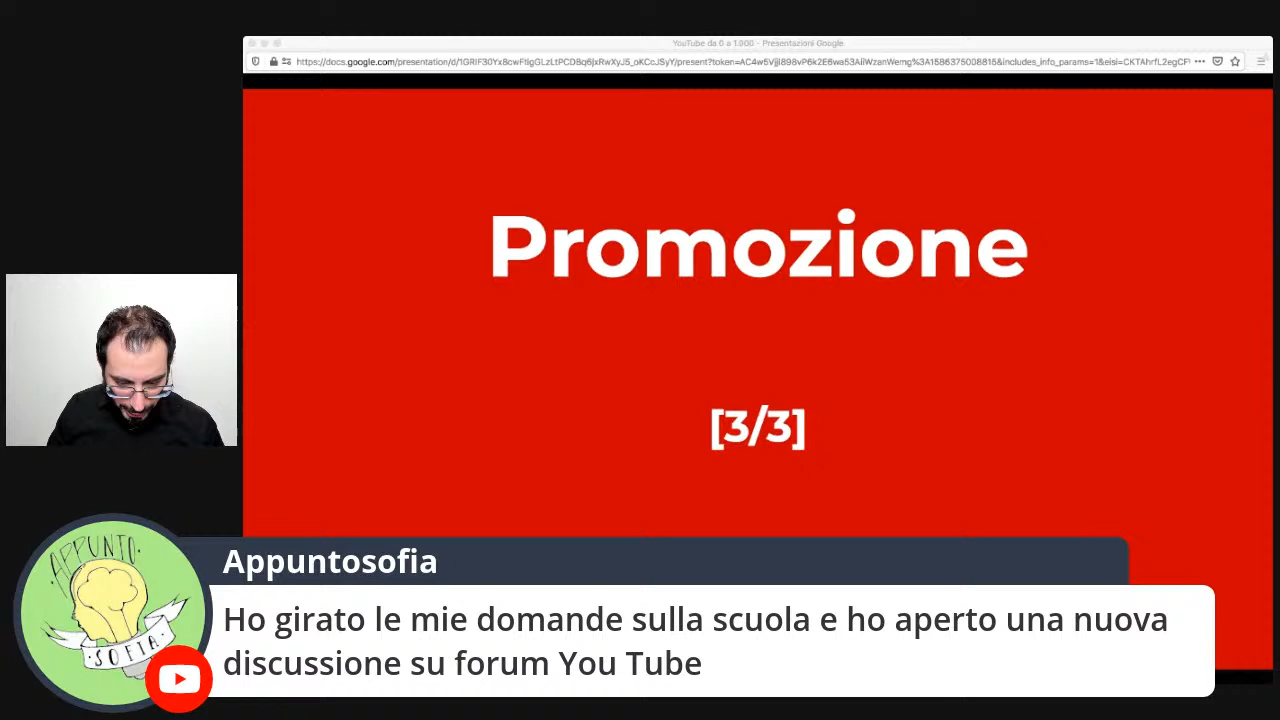 YouTube da 0 a 1.000 - Presentazioni Google
Promozione
[3/3]
APPUNTO
SOFIA
Appuntosofia
Ho girato le mie domande sulla scuola e ho aperto una nuova
discussione su forum You Tube